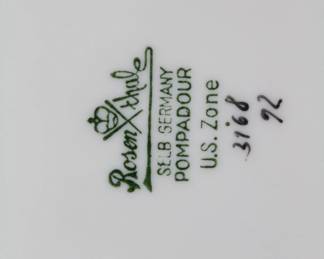 Rosenthal
SELB GERMANY
POMPADOUR
U.S. Zone
3168
92